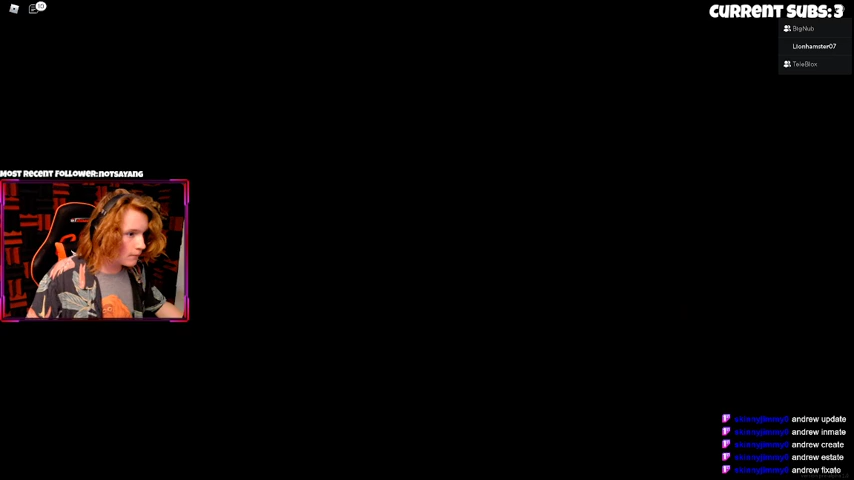 CURRENT SUBS: 3
BigNub
Lionhamster07
TeleBlox
MOST RECENT FOLLOWER: NOTSAYANG
andrew update
andrew inmate
andrew create
andrew estate
andrew fixate